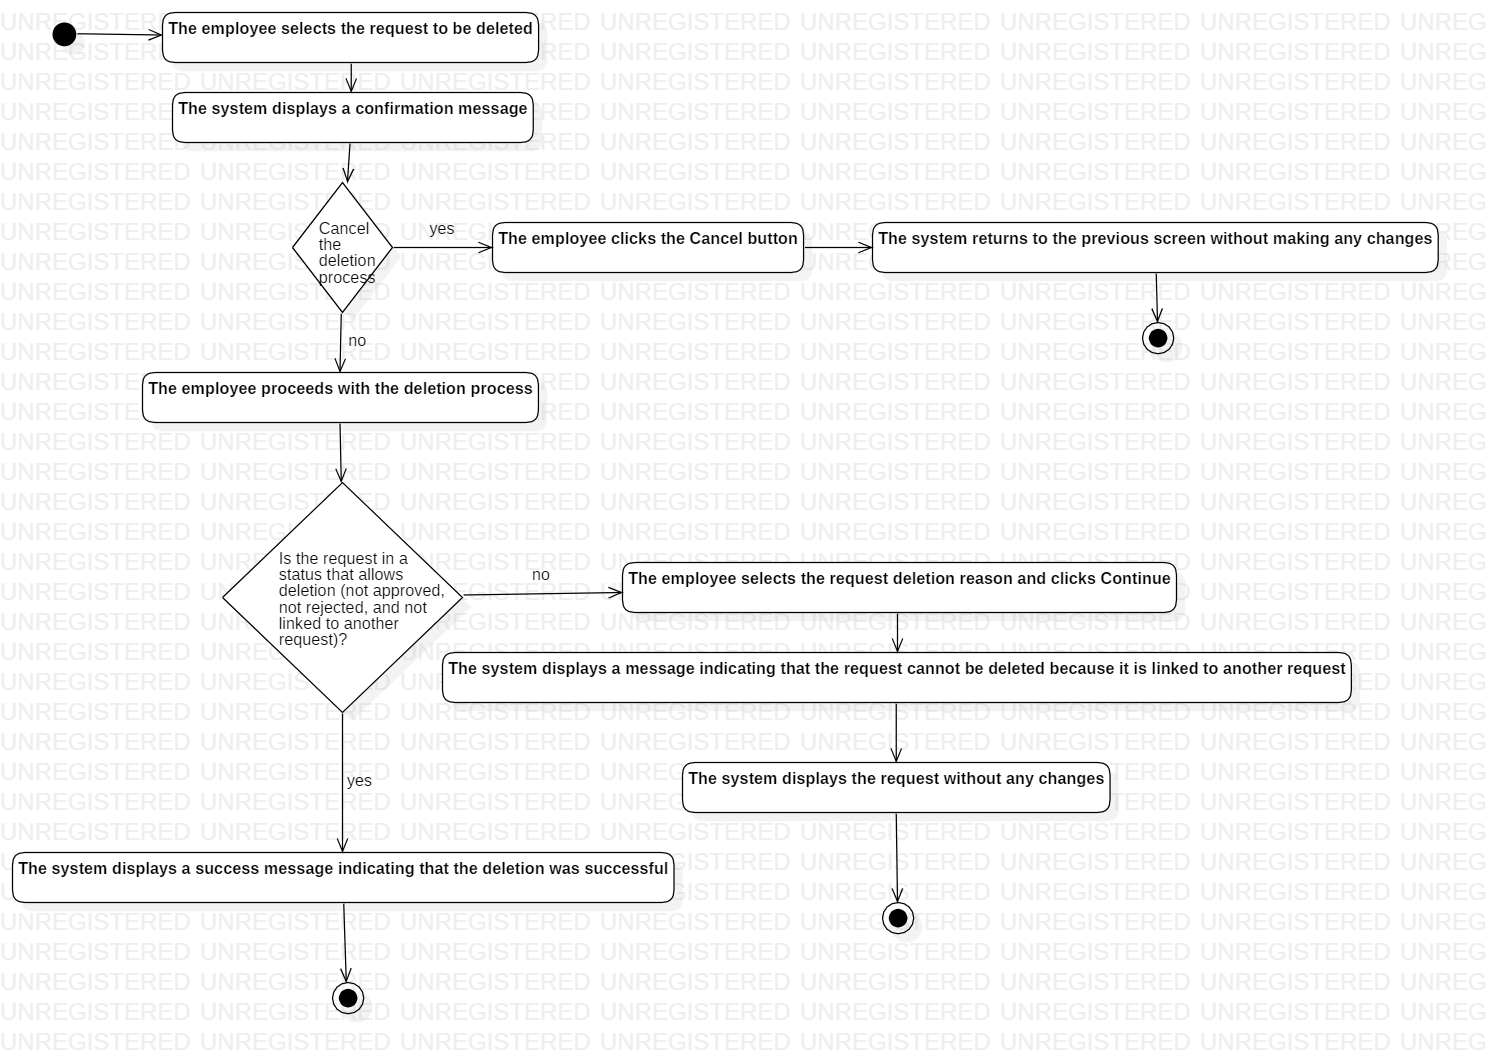 The employee selects the request to be deleted
The system displays a confirmation message
Cancel
the
deletion
process
yes
The employee clicks the Cancel button
The system returns to the previous screen without making any changes
no
The employee proceeds with the deletion process
Is the request in a
status that allows
deletion (not approved,
not rejected, and not
linked to another
request)?
no
The employee selects the request deletion reason and clicks Continue
The system displays a message indicating that the request cannot be deleted because it is linked to another request
yes
The system displays the request without any changes
The system displays a success message indicating that the deletion was successful
UNREGISTERED